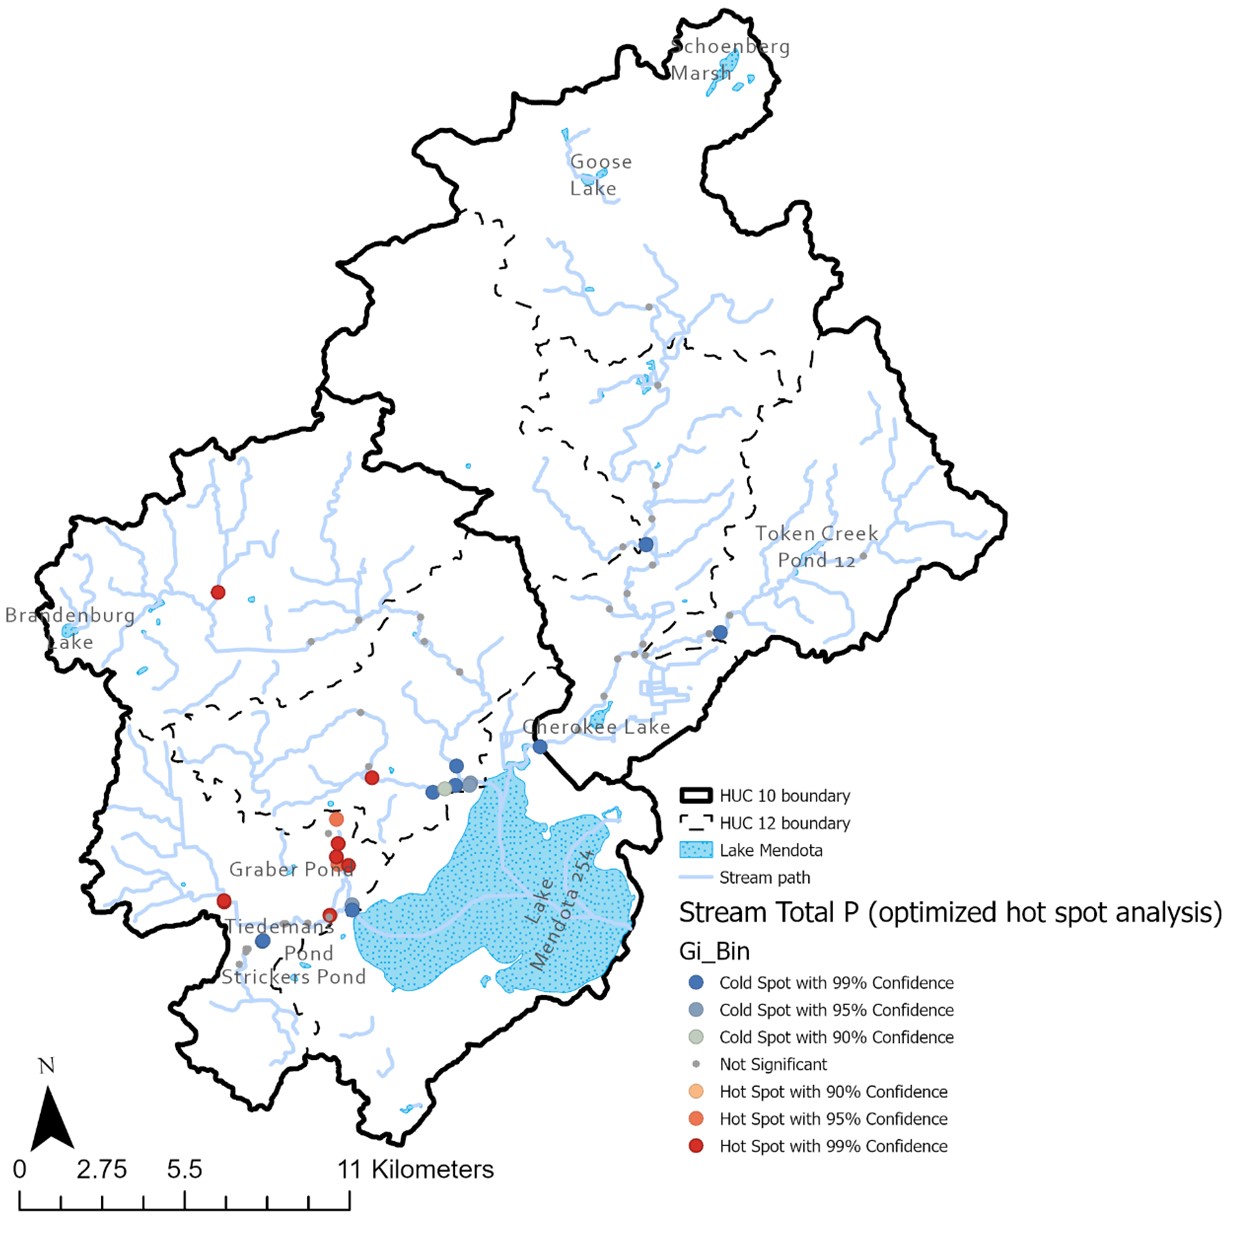 Schoenberg
Marsh
Goose
Lake
Token Creek
Pond 12
Brandenburg
Lake
Cherokee Lake
HUC 10 boundary
HUC 12 boundary
Lake Mendota
Stream path
Graber Pond
Lake
Mendota 254
Stream Total P (optimized hot spot analysis)
Gi_Bin
Tiedemans
Pond
Strickers Pond
Cold Spot with 99% Confidence
Cold Spot with 95% Confidence
Cold Spot with 90% Confidence
Not Significant
Hot Spot with 90% Confidence
Hot Spot with 95% Confidence
Hot Spot with 99% Confidence
N
0 2.75 5.5 11 Kilometers